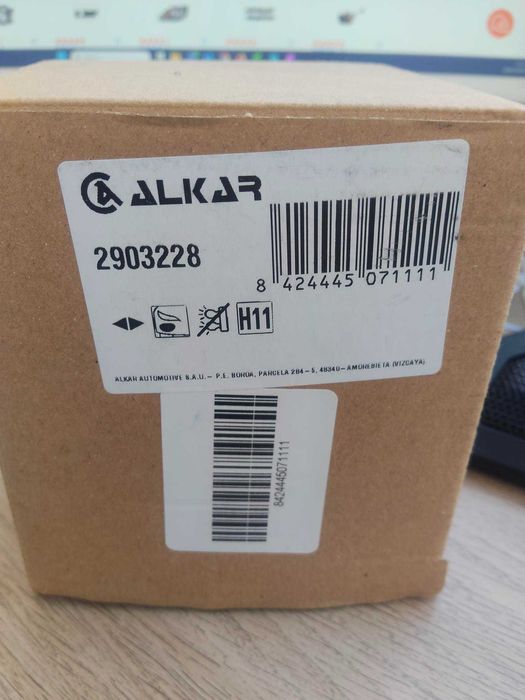 ALKAR
2903228
8 424445 071111
H11
ALKAR AUTOMOTIVE S.A.U. - P.E. BOROA, PARCELA 2B4 - 5, 48340 - AMOREBIETA (VIZCAYA)
8424445071111